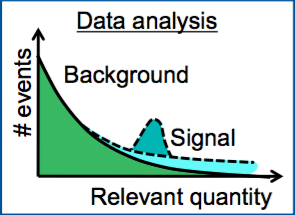 Data analysis
# events
Background
Signal
Relevant quantity